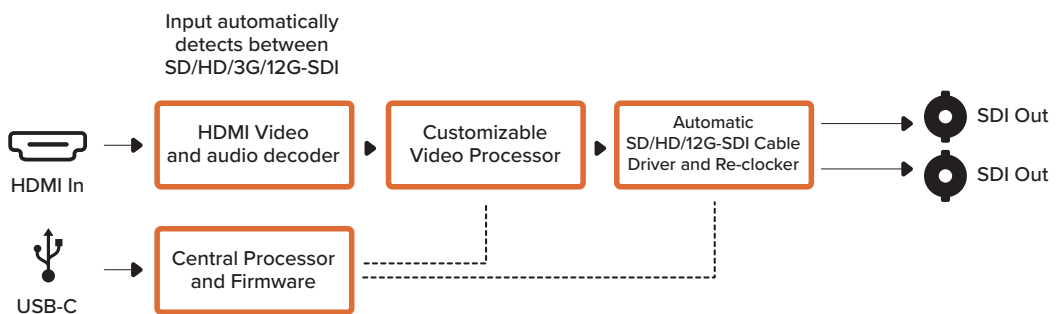 Input automatically
detects between
SD/HD/3G/12G-SDI
HDMI In
HDMI Video
and audio decoder
Customizable
Video Processor
Automatic
SD/HD/12G-SDI Cable
Driver and Re-clocker
SDI Out
SDI Out
USB-C
Central Processor
and Firmware